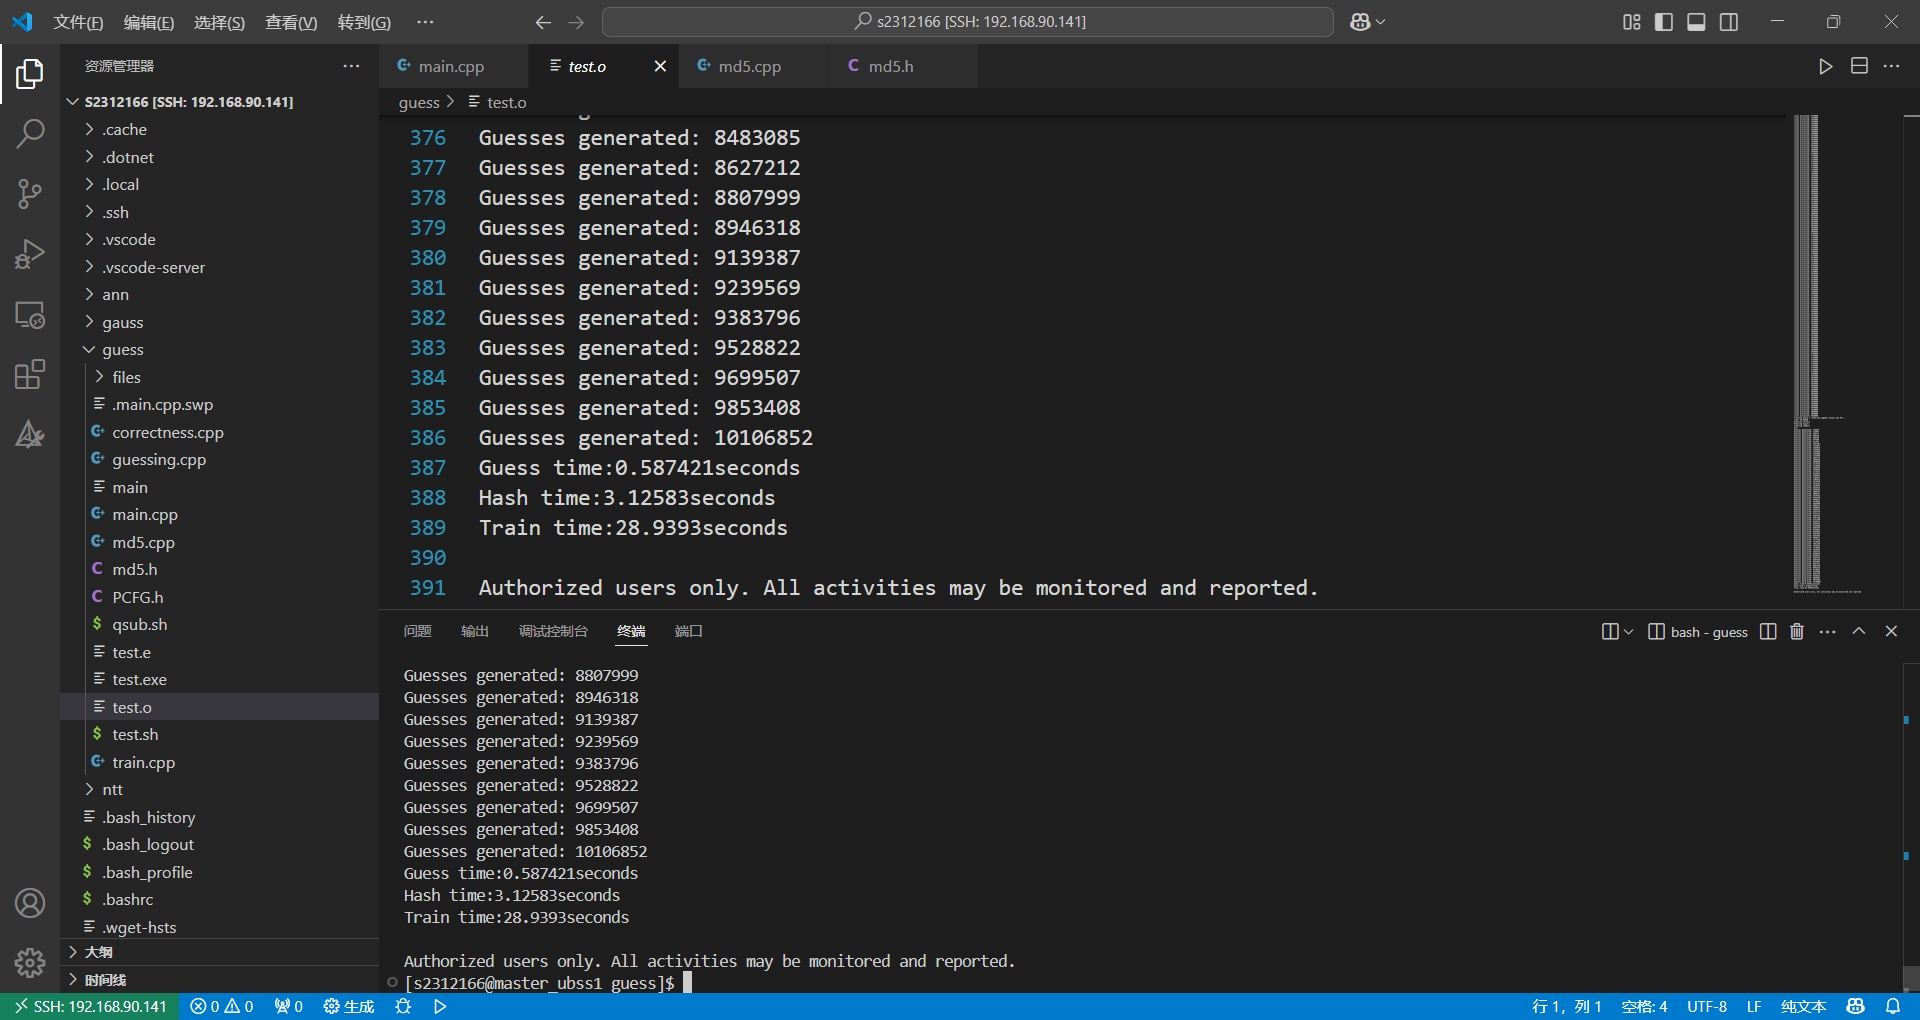 文件(F) 编辑(E) 选择(S) 查看(V) 转到(G) ··· s2312166 [SSH: 192.168.90.141]
资源管理器 ···
S2312166 [SSH: 192.168.90.141]
.cache
.dotnet
.local
.ssh
.vscode
.vscode-server
ann
gauss
guess
files
.main.cpp.swp
correctness.cpp
guessing.cpp
main
main.cpp
md5.cpp
md5.h
PCFG.h
qsub.sh
test.e
test.exe
test.o
test.sh
train.cpp
ntt
.bash_history
.bash_logout
.bash_profile
.bashrc
.wget-hsts
大纲
时间线
main.cpp test.o md5.cpp md5.h
guess > test.o
376 Guesses generated: 8483085
377 Guesses generated: 8627212
378 Guesses generated: 8807999
379 Guesses generated: 8946318
380 Guesses generated: 9139387
381 Guesses generated: 9239569
382 Guesses generated: 9383796
383 Guesses generated: 9528822
384 Guesses generated: 9699507
385 Guesses generated: 9853408
386 Guesses generated: 10106852
387 Guess time:0.587421seconds
388 Hash time:3.12583seconds
389 Train time:28.9393seconds
390
391 Authorized users only. All activities may be monitored and reported.
问题 输出 调试控制台 终端 端口 bash - guess
Guesses generated: 8807999
Guesses generated: 8946318
Guesses generated: 9139387
Guesses generated: 9239569
Guesses generated: 9383796
Guesses generated: 9528822
Guesses generated: 9699507
Guesses generated: 9853408
Guesses generated: 10106852
Guess time:0.587421seconds
Hash time:3.12583seconds
Train time:28.9393seconds
Authorized users only. All activities may be monitored and reported.
[s2312166@master_ubss1 guess]$
SSH: 192.168.90.141 0 0 0 生成 行 1，列 1 空格: 4 UTF-8 LF 纯文本